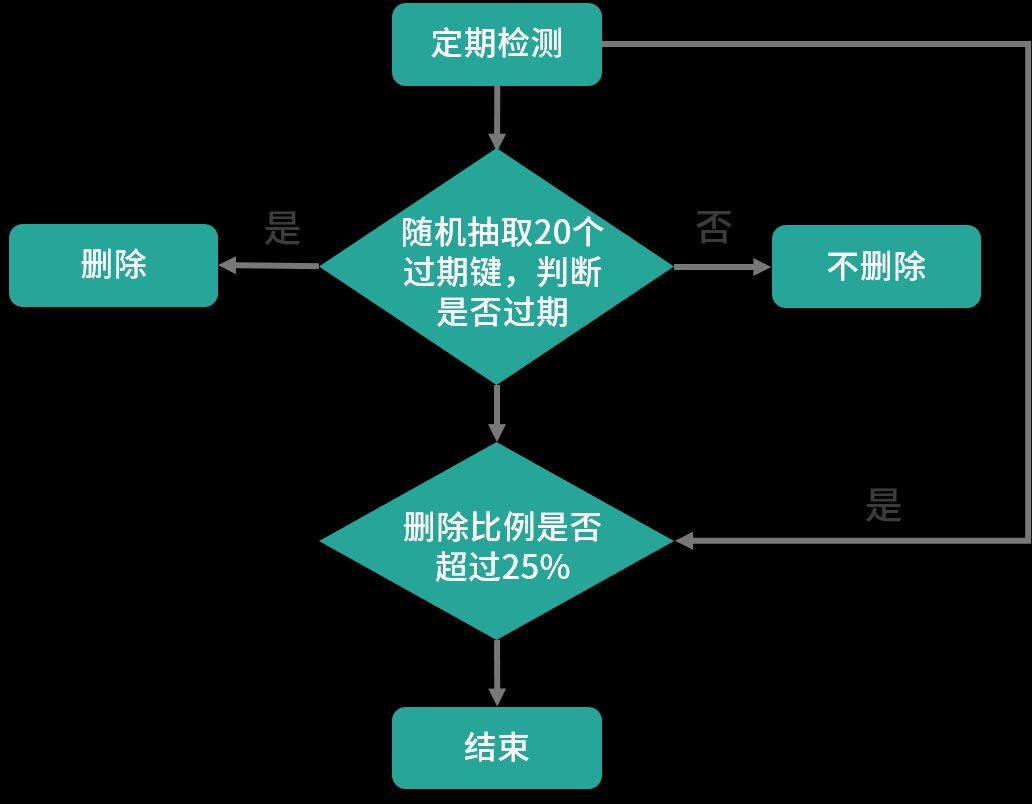 定期检测
是
否
随机抽取20个
过期键，判断
是否过期
删除
不删除
是
删除比例是否
超过25%
结束